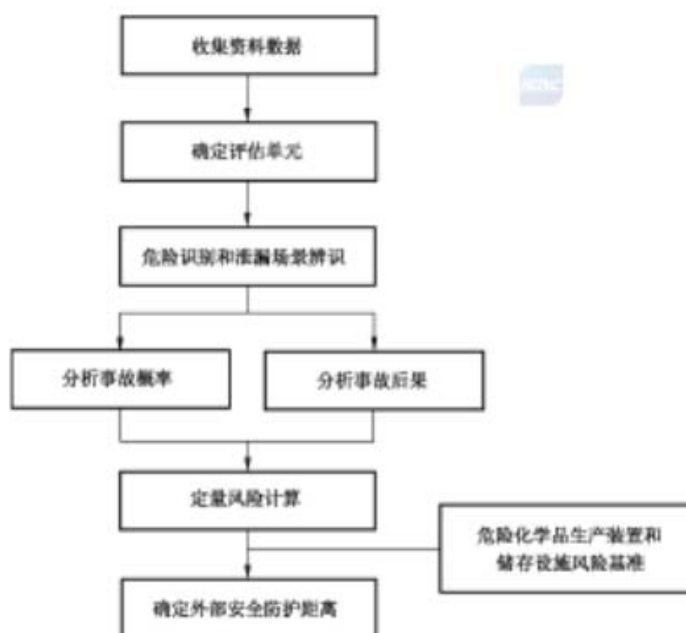 收集资料数据
确定评估单元
危险识别和泄漏场景辨识
分析事故概率
分析事故后果
定量风险计算
危险化学品生产装置和
储存设施风险基准
确定外部安全防护距离